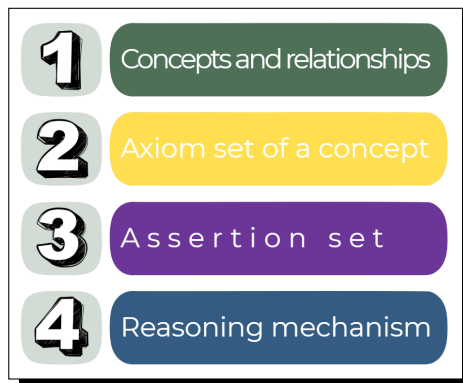 1 Concepts and relationships
2 Axiom set of a concept
3 Assertion set
4 Reasoning mechanism